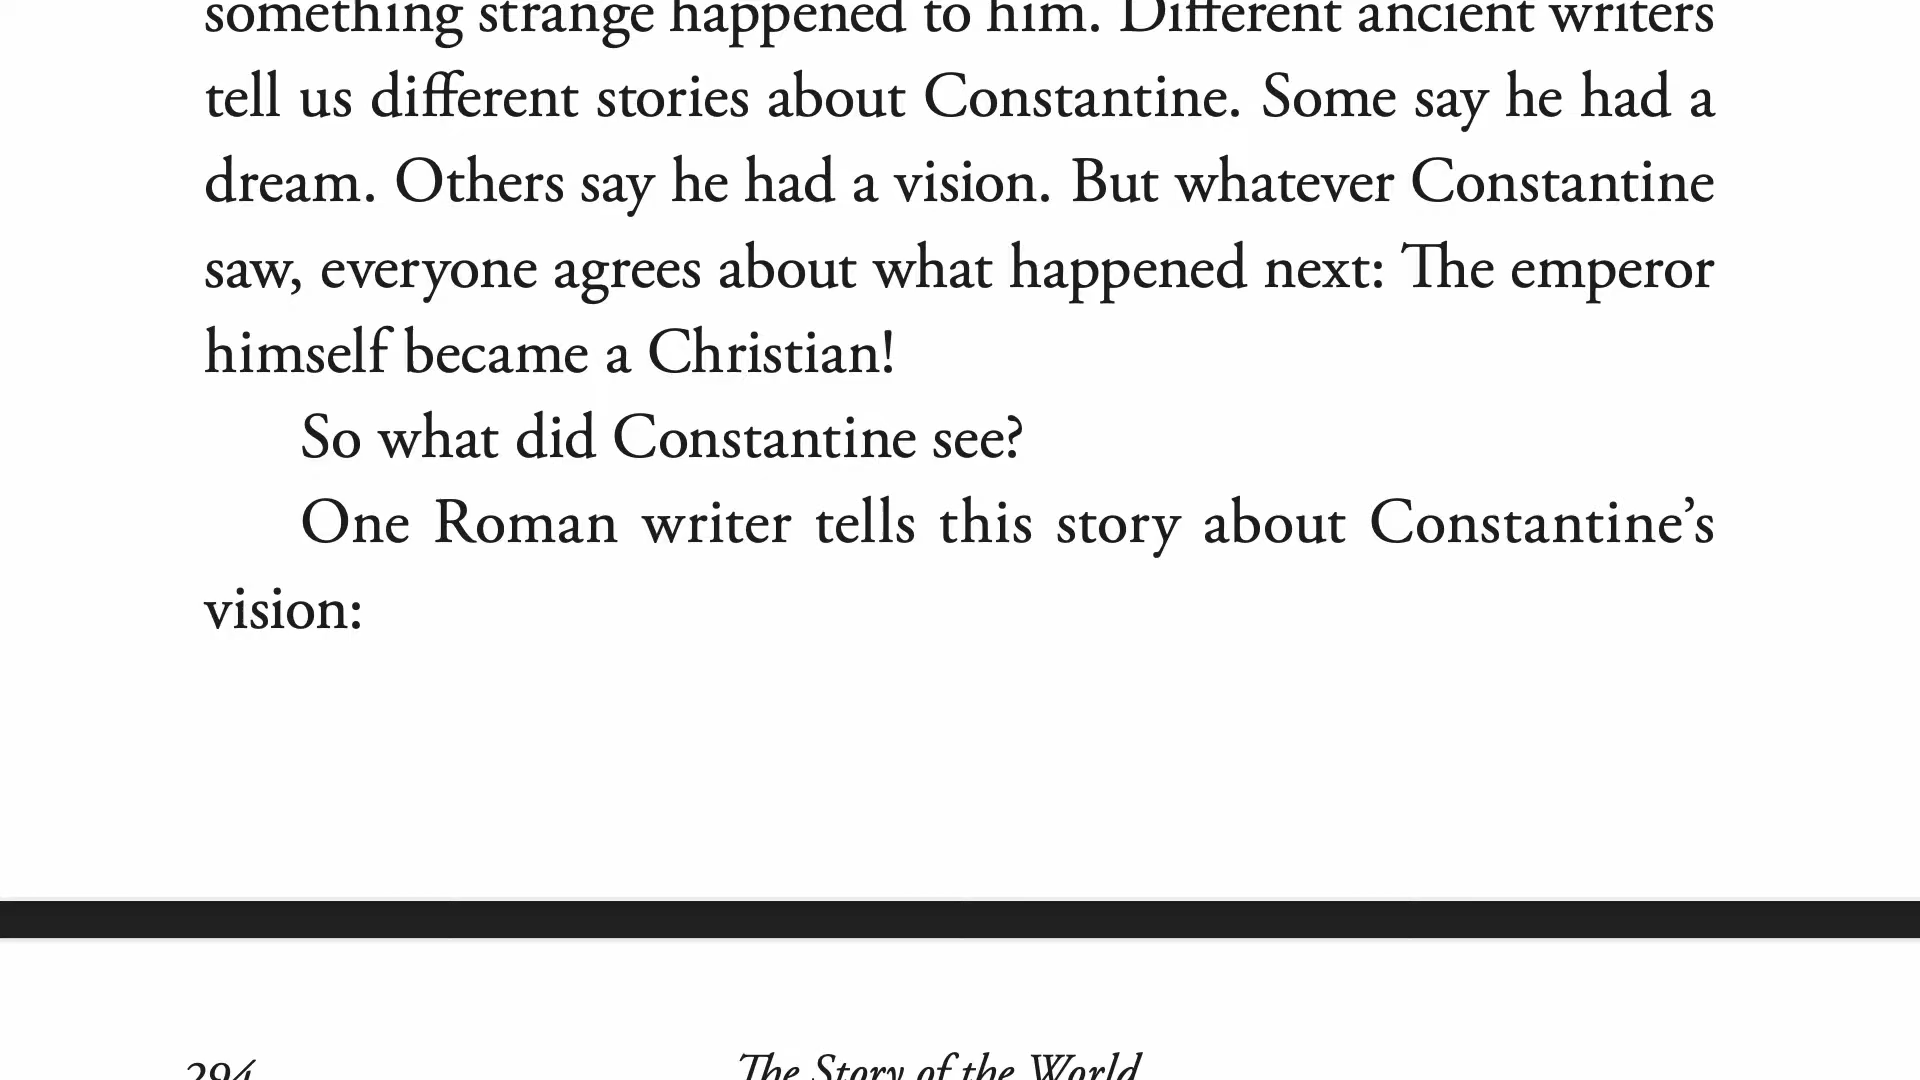 something strange happened to him. Different ancient writers
tell us different stories about Constantine. Some say he had a
dream. Others say he had a vision. But whatever Constantine
saw, everyone agrees about what happened next: The emperor
himself became a Christian!
So what did Constantine see?
One Roman writer tells this story about Constantine’s
vision:
294 The Story of the World